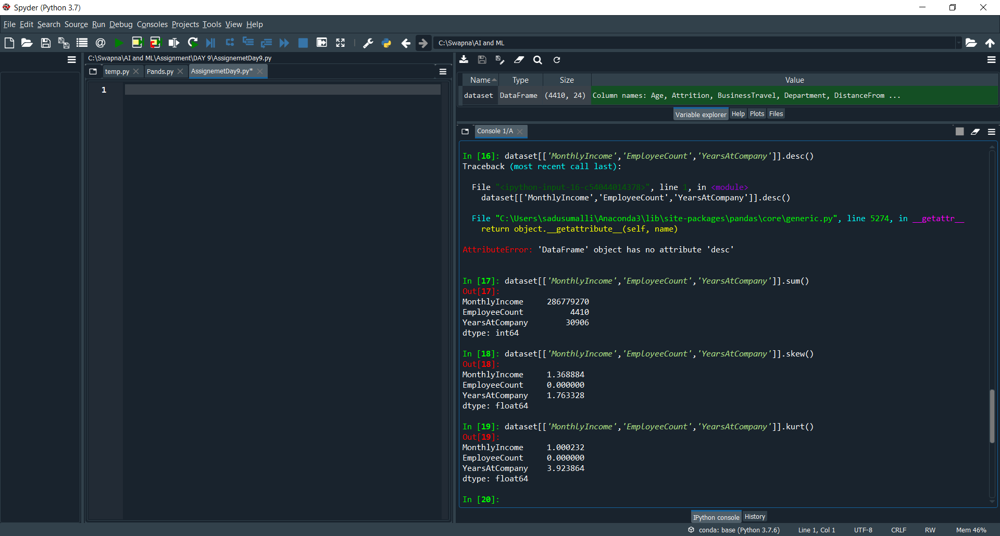 Spyder (Python 3.7)
File Edit Search Source Run Debug Consoles Projects Tools View Help
C:\Swapna\AI and ML
C:\Swapna\AI and ML\Assignment\DAY 9\AssignemetDay9.py
temp.py Pands.py AssignemetDay9.py*
1
Name Type Size Value
dataset DataFrame (4410, 24) Column names: Age, Attrition, BusinessTravel, Department, DistanceFrom ...
Variable explorer Help Plots Files
Console 1/A
In [16]: dataset[['MonthlyIncome','EmployeeCount','YearsAtCompany']].desc()
Traceback (most recent call last):
File "<ipython-input-16-c54044014378>", line 1, in <module>
dataset[['MonthlyIncome','EmployeeCount','YearsAtCompany']].desc()
File "C:\Users\sadusumalli\Anaconda3\lib\site-packages\pandas\core\generic.py", line 5274, in __getattr__
return object.__getattribute__(self, name)
AttributeError: 'DataFrame' object has no attribute 'desc'
In [17]: dataset[['MonthlyIncome','EmployeeCount','YearsAtCompany']].sum()
Out[17]:
MonthlyIncome 286779270
EmployeeCount 4410
YearsAtCompany 30906
dtype: int64
In [18]: dataset[['MonthlyIncome','EmployeeCount','YearsAtCompany']].skew()
Out[18]:
MonthlyIncome 1.368884
EmployeeCount 0.000000
YearsAtCompany 1.763328
dtype: float64
In [19]: dataset[['MonthlyIncome','EmployeeCount','YearsAtCompany']].kurt()
Out[19]:
MonthlyIncome 1.000232
EmployeeCount 0.000000
YearsAtCompany 3.923864
dtype: float64
In [20]:
IPython console History
conda: base (Python 3.7.6) Line 1, Col 1 UTF-8 CRLF RW Mem 46%